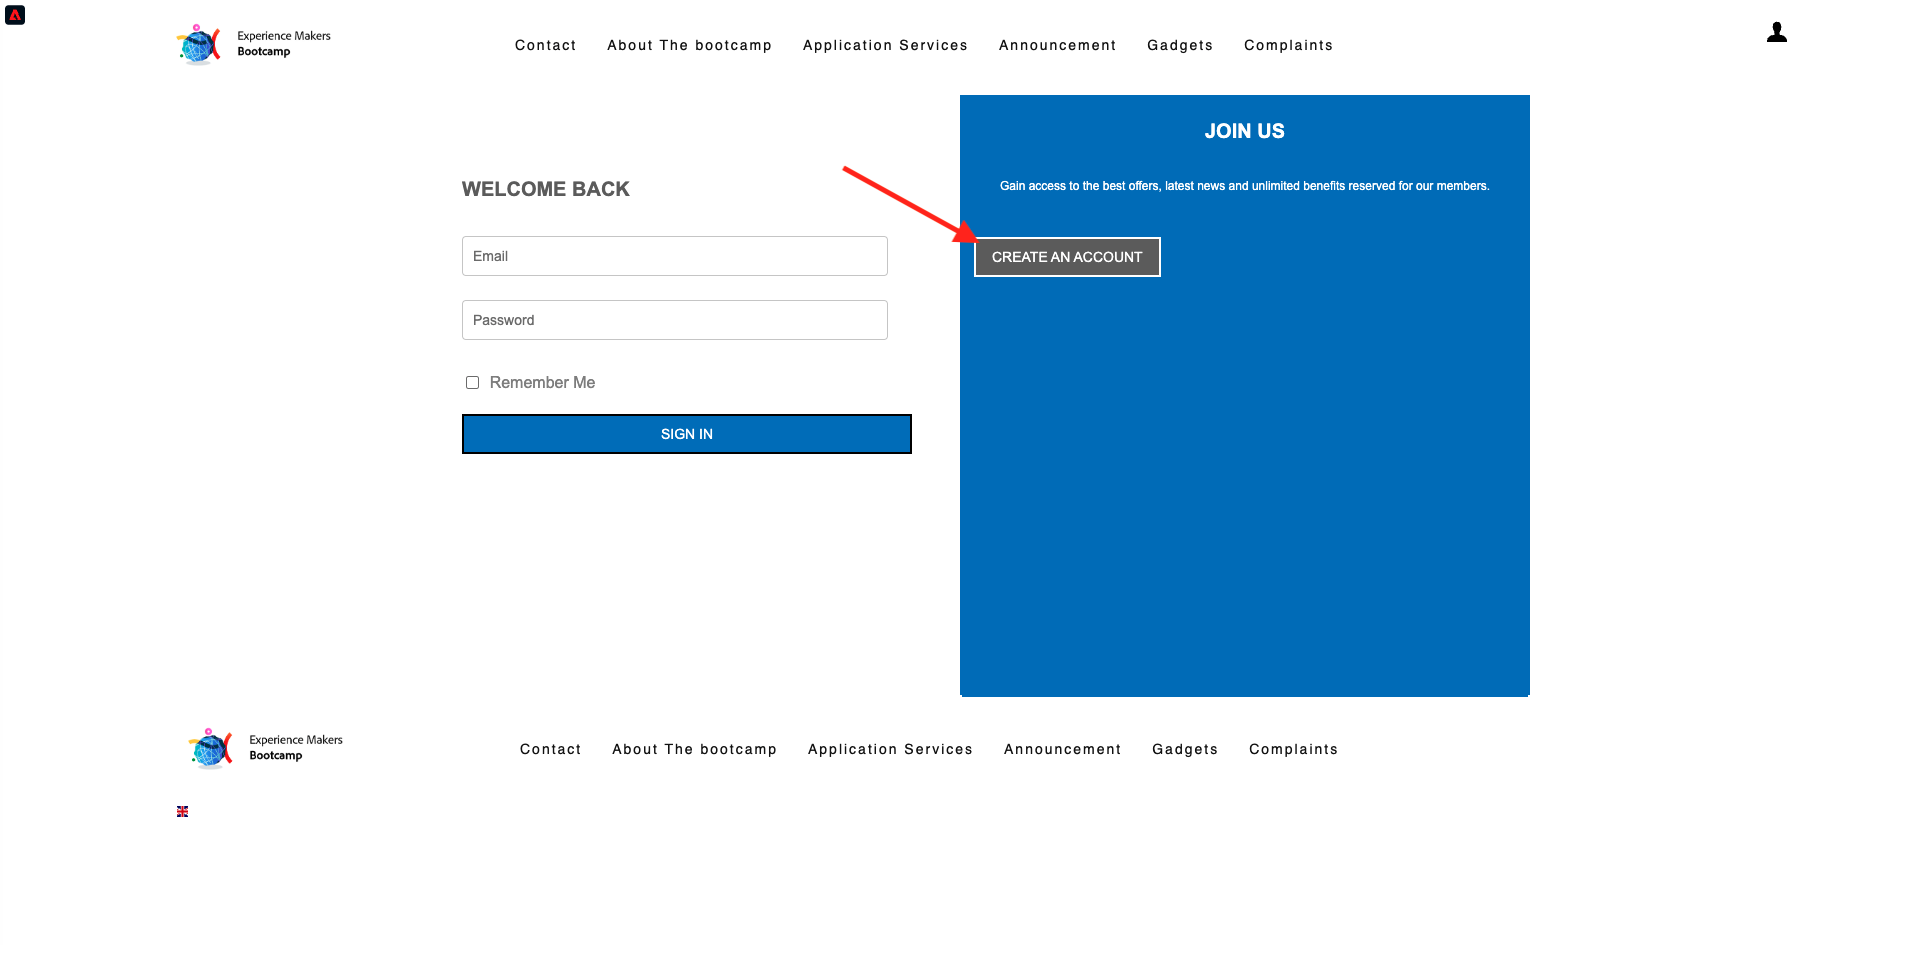 Experience Makers
Bootcamp
Contact About The bootcamp Application Services Announcement Gadgets Complaints
WELCOME BACK
Email
Password
Remember Me
SIGN IN
JOIN US
Gain access to the best offers, latest news and unlimited benefits reserved for our members.
CREATE AN ACCOUNT
Experience Makers
Bootcamp
Contact About The bootcamp Application Services Announcement Gadgets Complaints